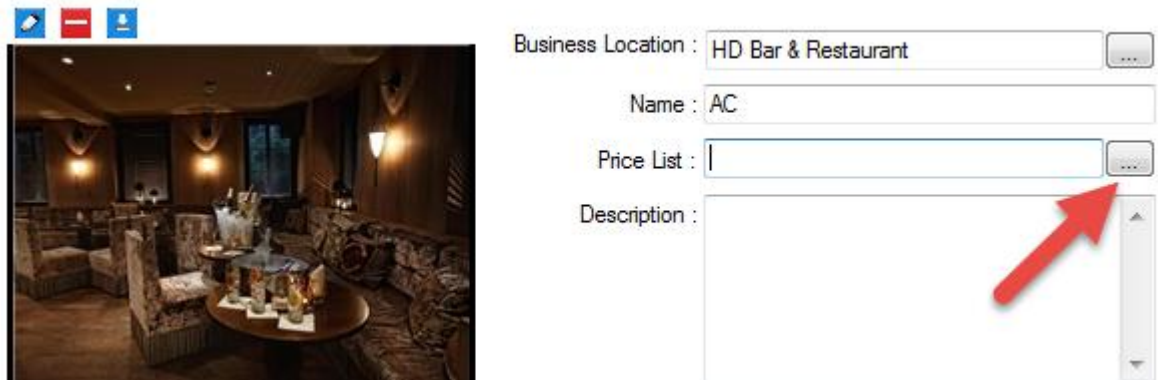 Business Location : HD Bar & Restaurant ...
Name : AC
Price List : ...
Description :